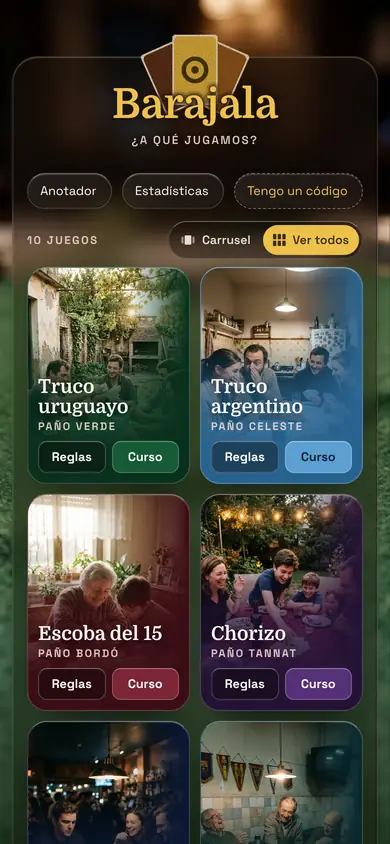 Barajala
¿A QUÉ JUGAMOS?
Anotador Estadísticas Tengo un código
10 JUEGOS Carrusel Ver todos
Truco
uruguayo
PAÑO VERDE
Reglas Curso
Truco
argentino
PAÑO CELESTE
Reglas Curso
Escoba del 15
PAÑO BORDÓ
Reglas Curso
Chorizo
PAÑO TANNAT
Reglas Curso